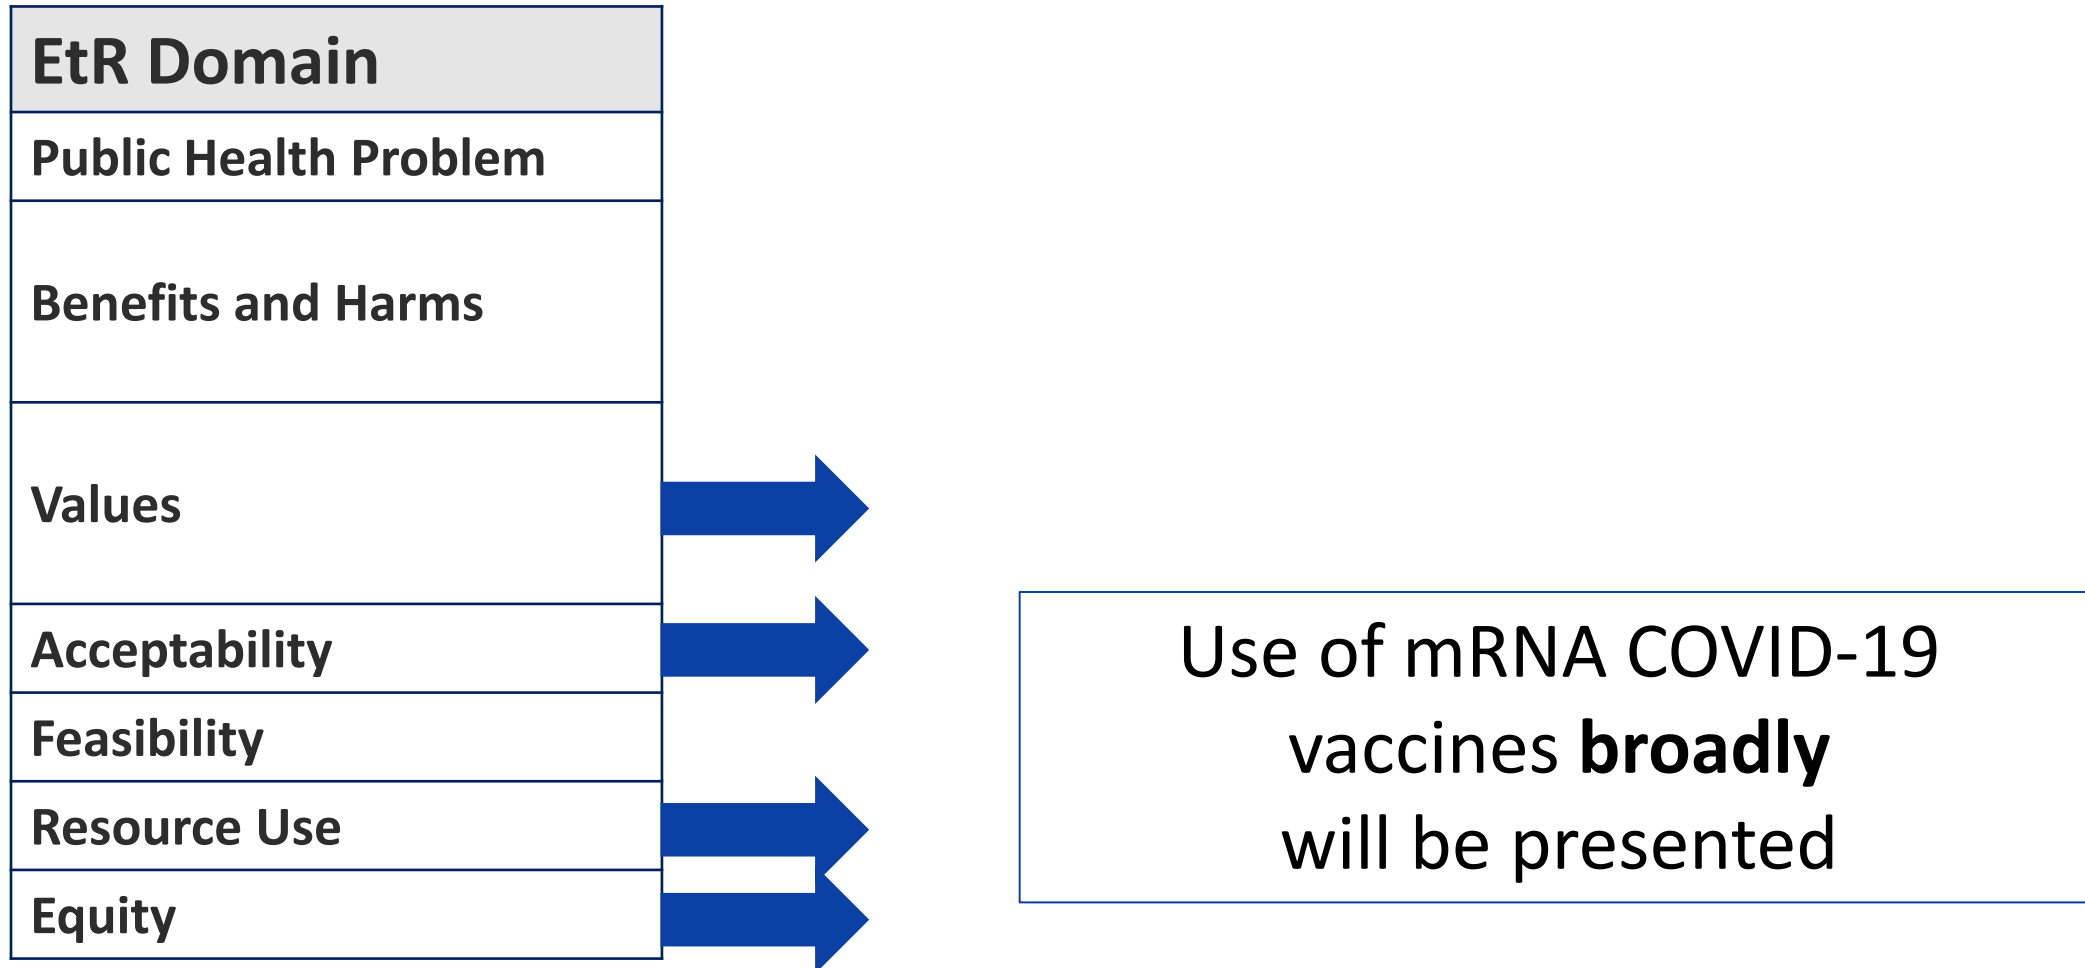 EtR Domain
Public Health Problem
Benefits and Harms
Values
Acceptability
Feasibility
Resource Use
Equity
Use of mRNA COVID-19
vaccines broadly
will be presented